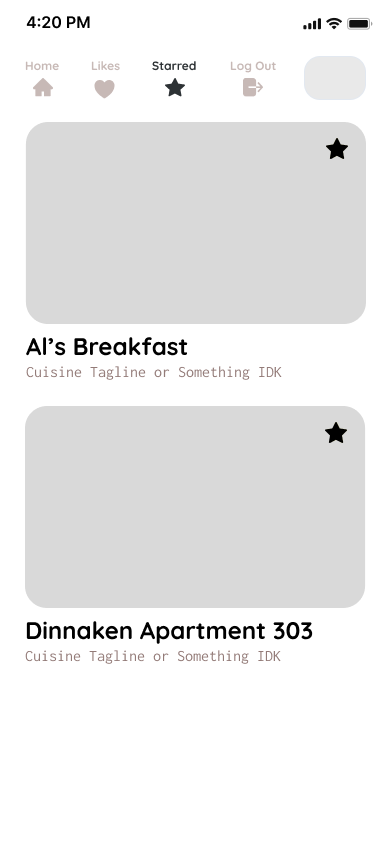 4:20 PM
Home Likes Starred Log Out
Al's Breakfast
Cuisine Tagline or Something IDK
Dinnaken Apartment 303
Cuisine Tagline or Something IDK